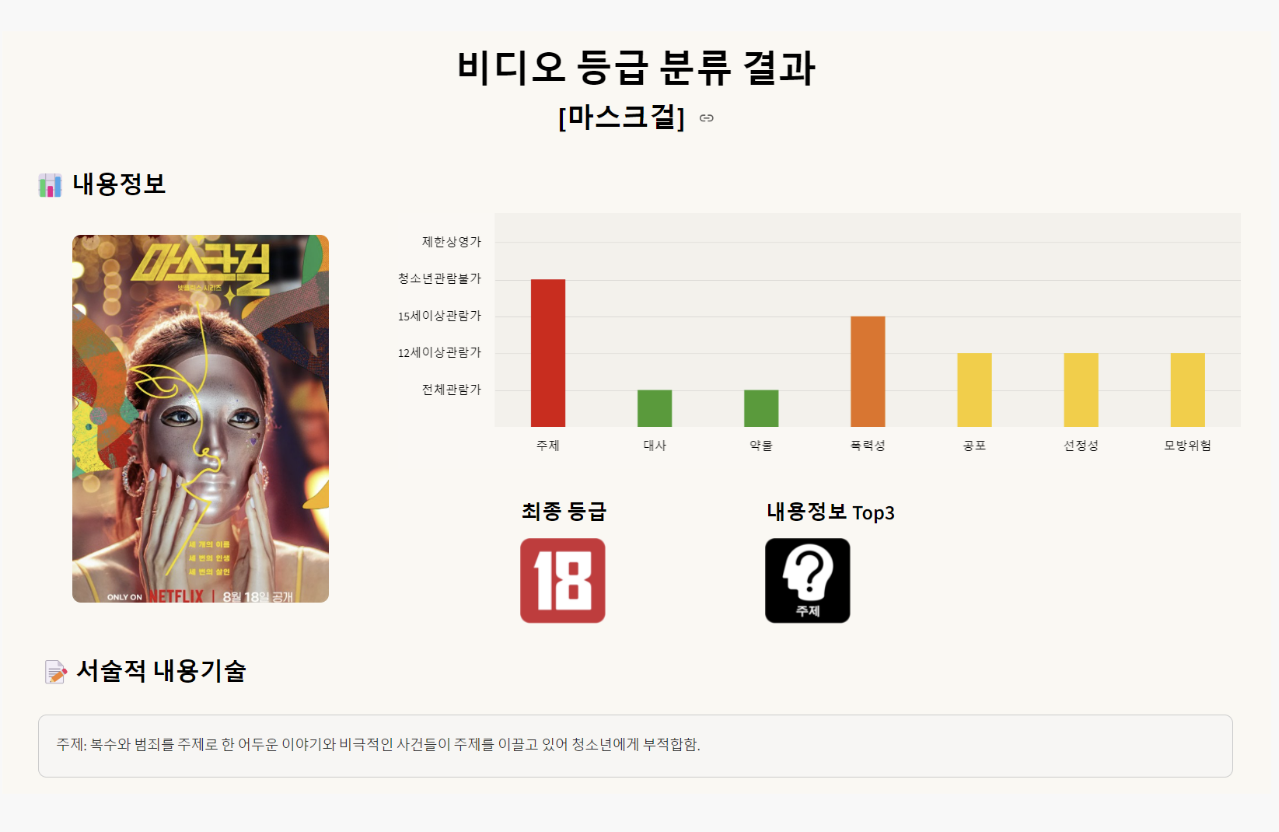 비디오 등급 분류 결과
[마스크걸]
내용정보
마스크걸
넷플릭스 시리즈
세 개의 이름
세 번의 인생
세 번의 살인
ONLY ON NETFLIX | 8월 18일 공개
제한상영가
청소년관람불가
15세이상관람가
12세이상관람가
전체관람가
주제 대사 약물 폭력성 공포 선정성 모방위험
최종 등급
18
내용정보 Top3
주제
서술적 내용기술
주제: 복수와 범죄를 주제로 한 어두운 이야기와 비극적인 사건들이 주제를 이끌고 있어 청소년에게 부적합함.